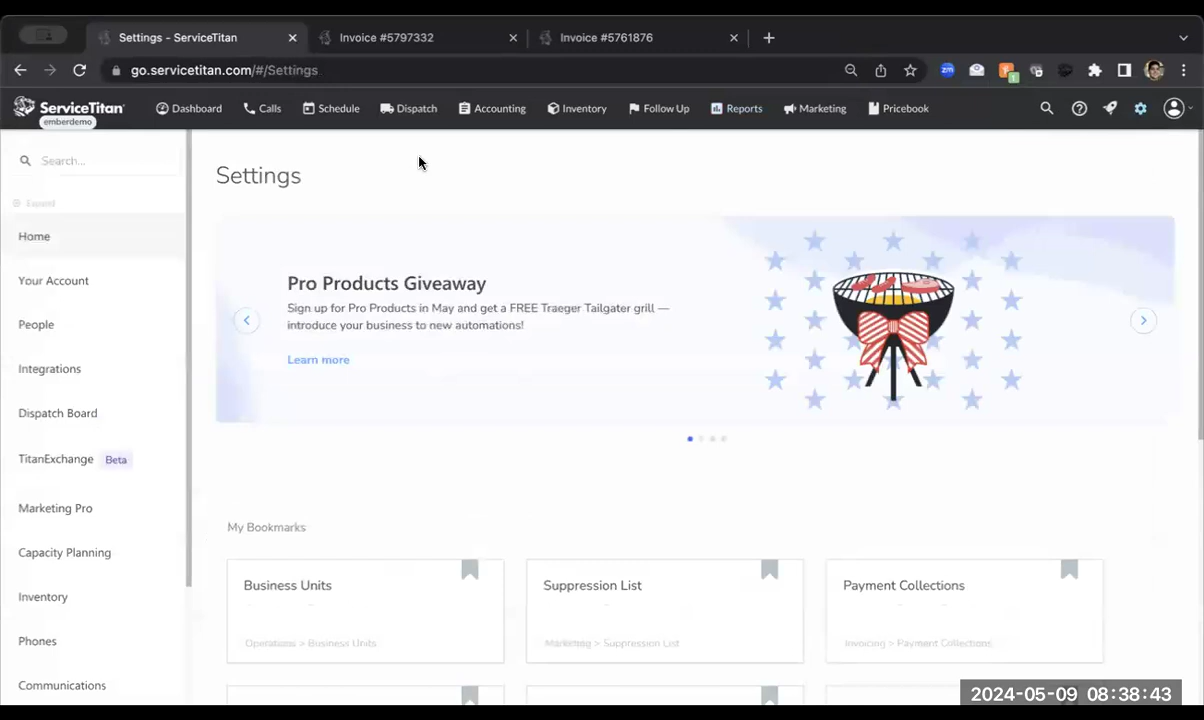 Settings - ServiceTitan
Invoice #5797332
Invoice #5761876
go.servicetitan.com/#/Settings
zm
1
ServiceTitan
emberdemo
Dashboard
Calls
Schedule
Dispatch
Accounting
Inventory
Follow Up
Reports
Marketing
Pricebook
Search...
Expand
Home
Your Account
People
Integrations
Dispatch Board
TitanExchange Beta
Marketing Pro
Capacity Planning
Inventory
Phones
Communications
Settings
Pro Products Giveaway
Sign up for Pro Products in May and get a FREE Traeger Tailgater grill —
introduce your business to new automations!
Learn more
My Bookmarks
Business Units
Operations > Business Units
Suppression List
Marketing > Suppression List
Payment Collections
Invoicing > Payment Collections
2024-05-09 08:38:43